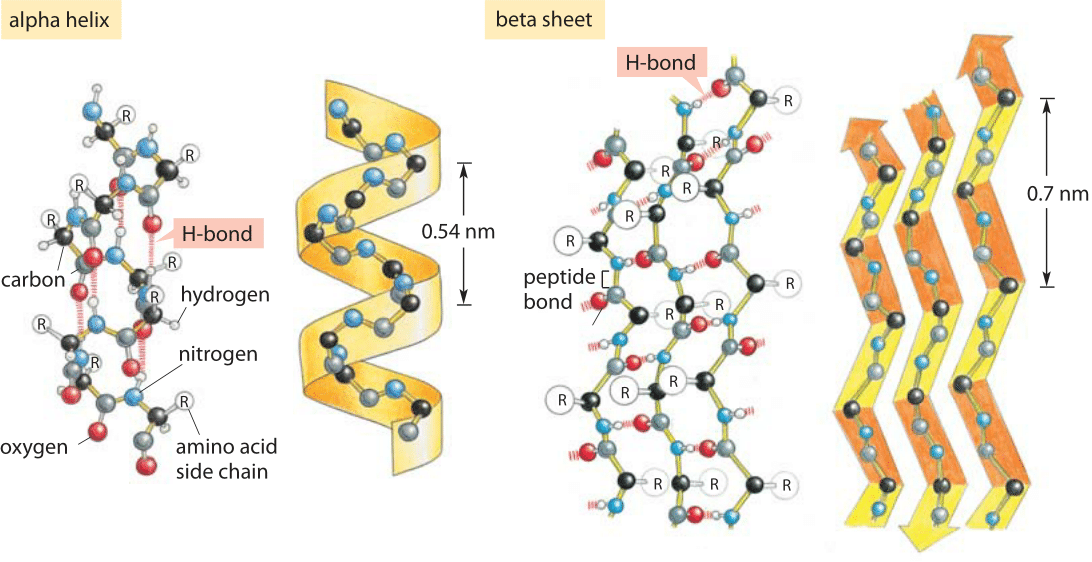 alpha helix
R
R
R
R
H-bond
carbon
R
R
hydrogen
R
nitrogen
R
R
oxygen
amino acid
side chain
0.54 nm
beta sheet
H-bond
R
R
R
R
R
R
peptide
bond
R
R
R
R
R
R
R
R
R
0.7 nm